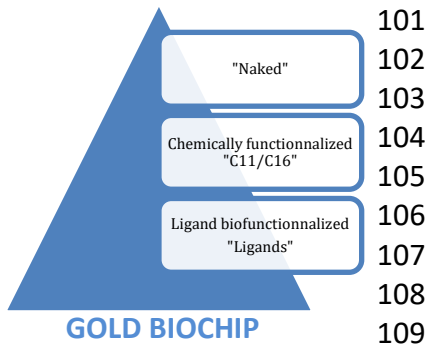 "Naked"
Chemically functionnalized
"C11/C16"
Ligand biofunctionnalized
"Ligands"
GOLD BIOCHIP
101
102
103
104
105
106
107
108
109